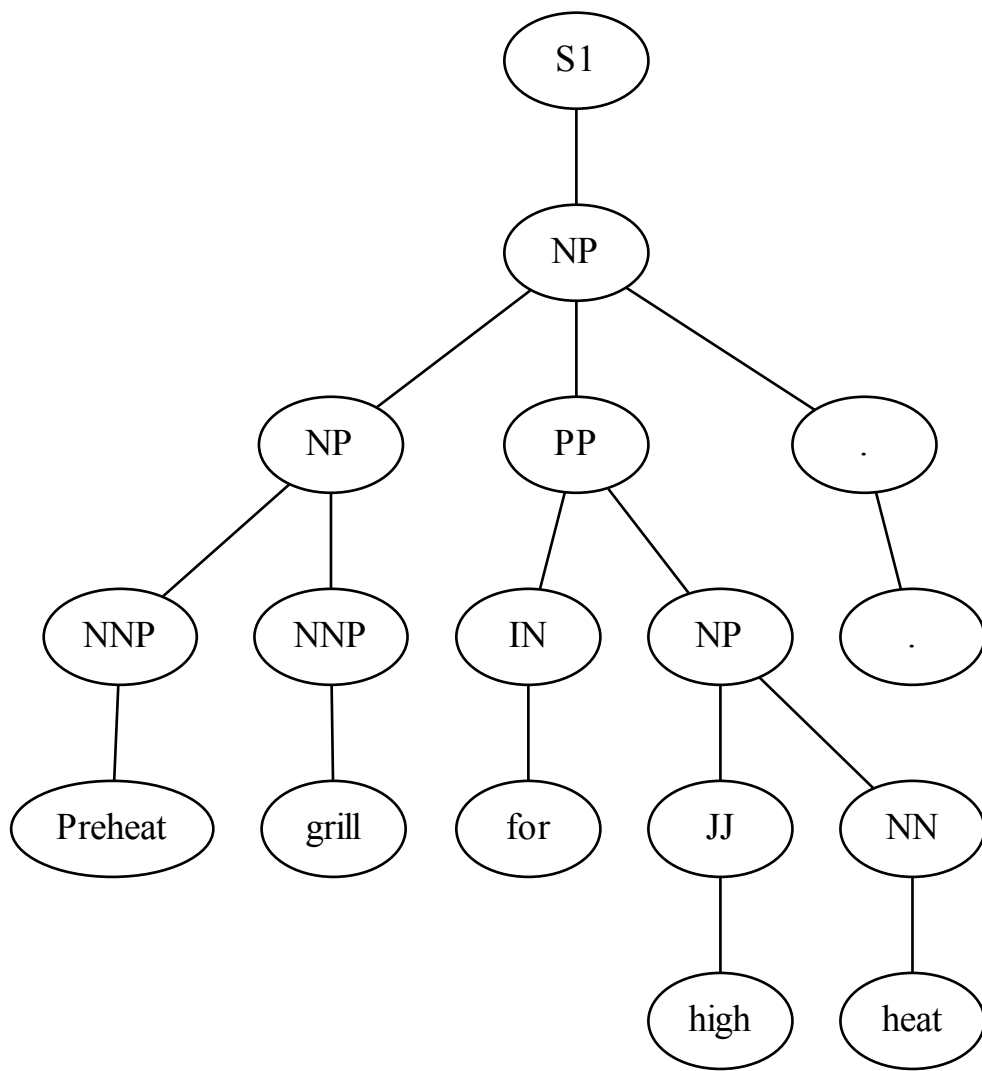 S1
NP
NP PP .
NNP NNP IN NP .
Preheat grill for JJ NN
high heat